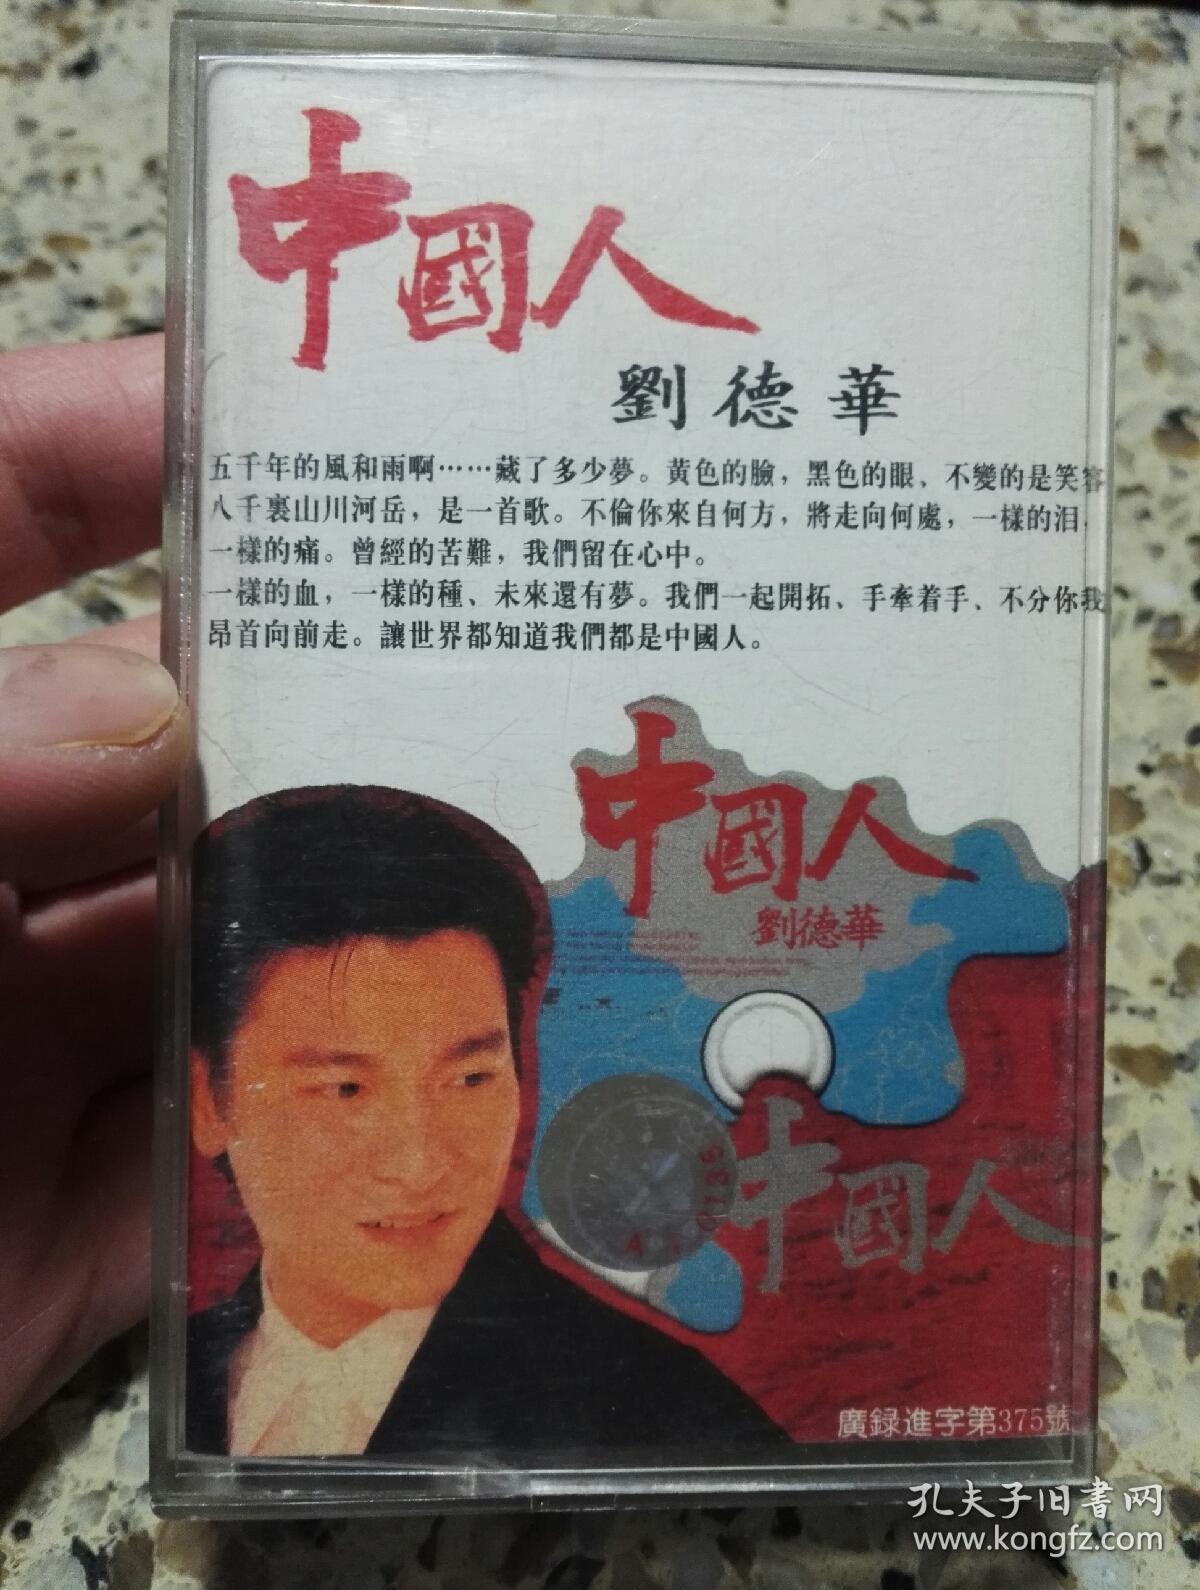 中國人
劉德華
五千年的風和雨啊……藏了多少夢。黄色的臉，黑色的眼、不變的是笑容
八千裏山川河岳，是一首歌。不倫你來自何方，將走向何處，一樣的泪，
一樣的痛。曾經的苦難，我們留在心中。
一樣的血，一樣的種、未來還有夢。我們一起開拓、手牽着手、不分你我
昂首向前走。讓世界都知道我們都是中國人。
中國人
劉德華
中國人
廣録進字第375號
孔夫子旧書网
www.kongfz.com